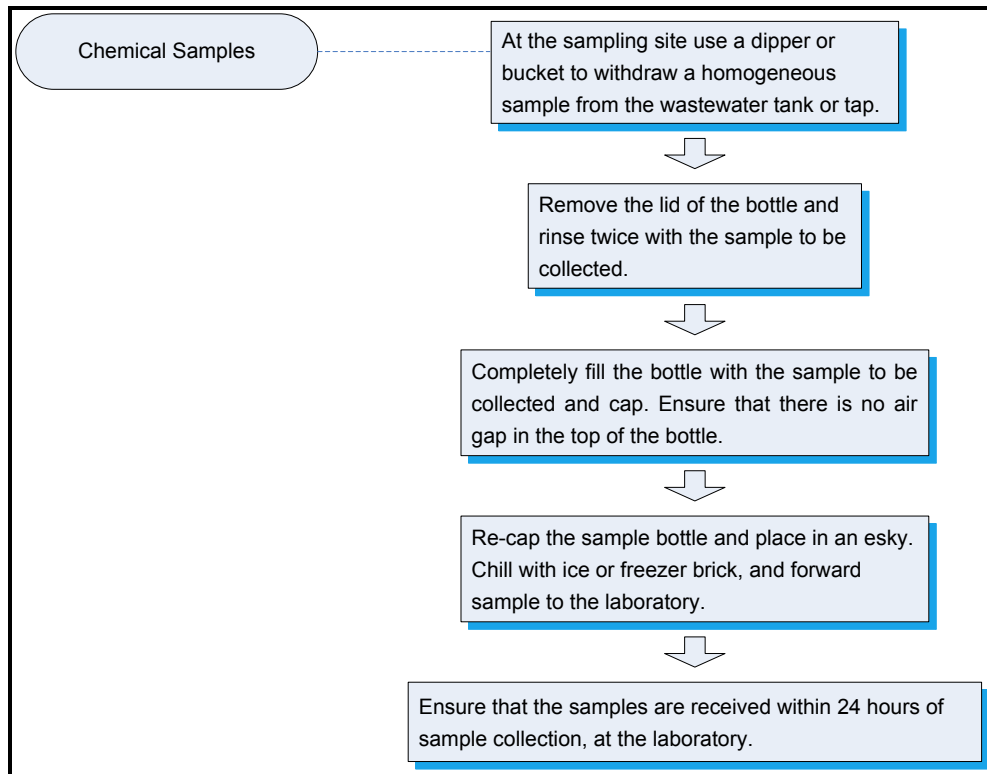 Chemical Samples
At the sampling site use a dipper or
bucket to withdraw a homogeneous
sample from the wastewater tank or tap.
Remove the lid of the bottle and
rinse twice with the sample to be
collected.
Completely fill the bottle with the sample to be
collected and cap. Ensure that there is no air
gap in the top of the bottle.
Re-cap the sample bottle and place in an esky.
Chill with ice or freezer brick, and forward
sample to the laboratory.
Ensure that the samples are received within 24 hours of
sample collection, at the laboratory.